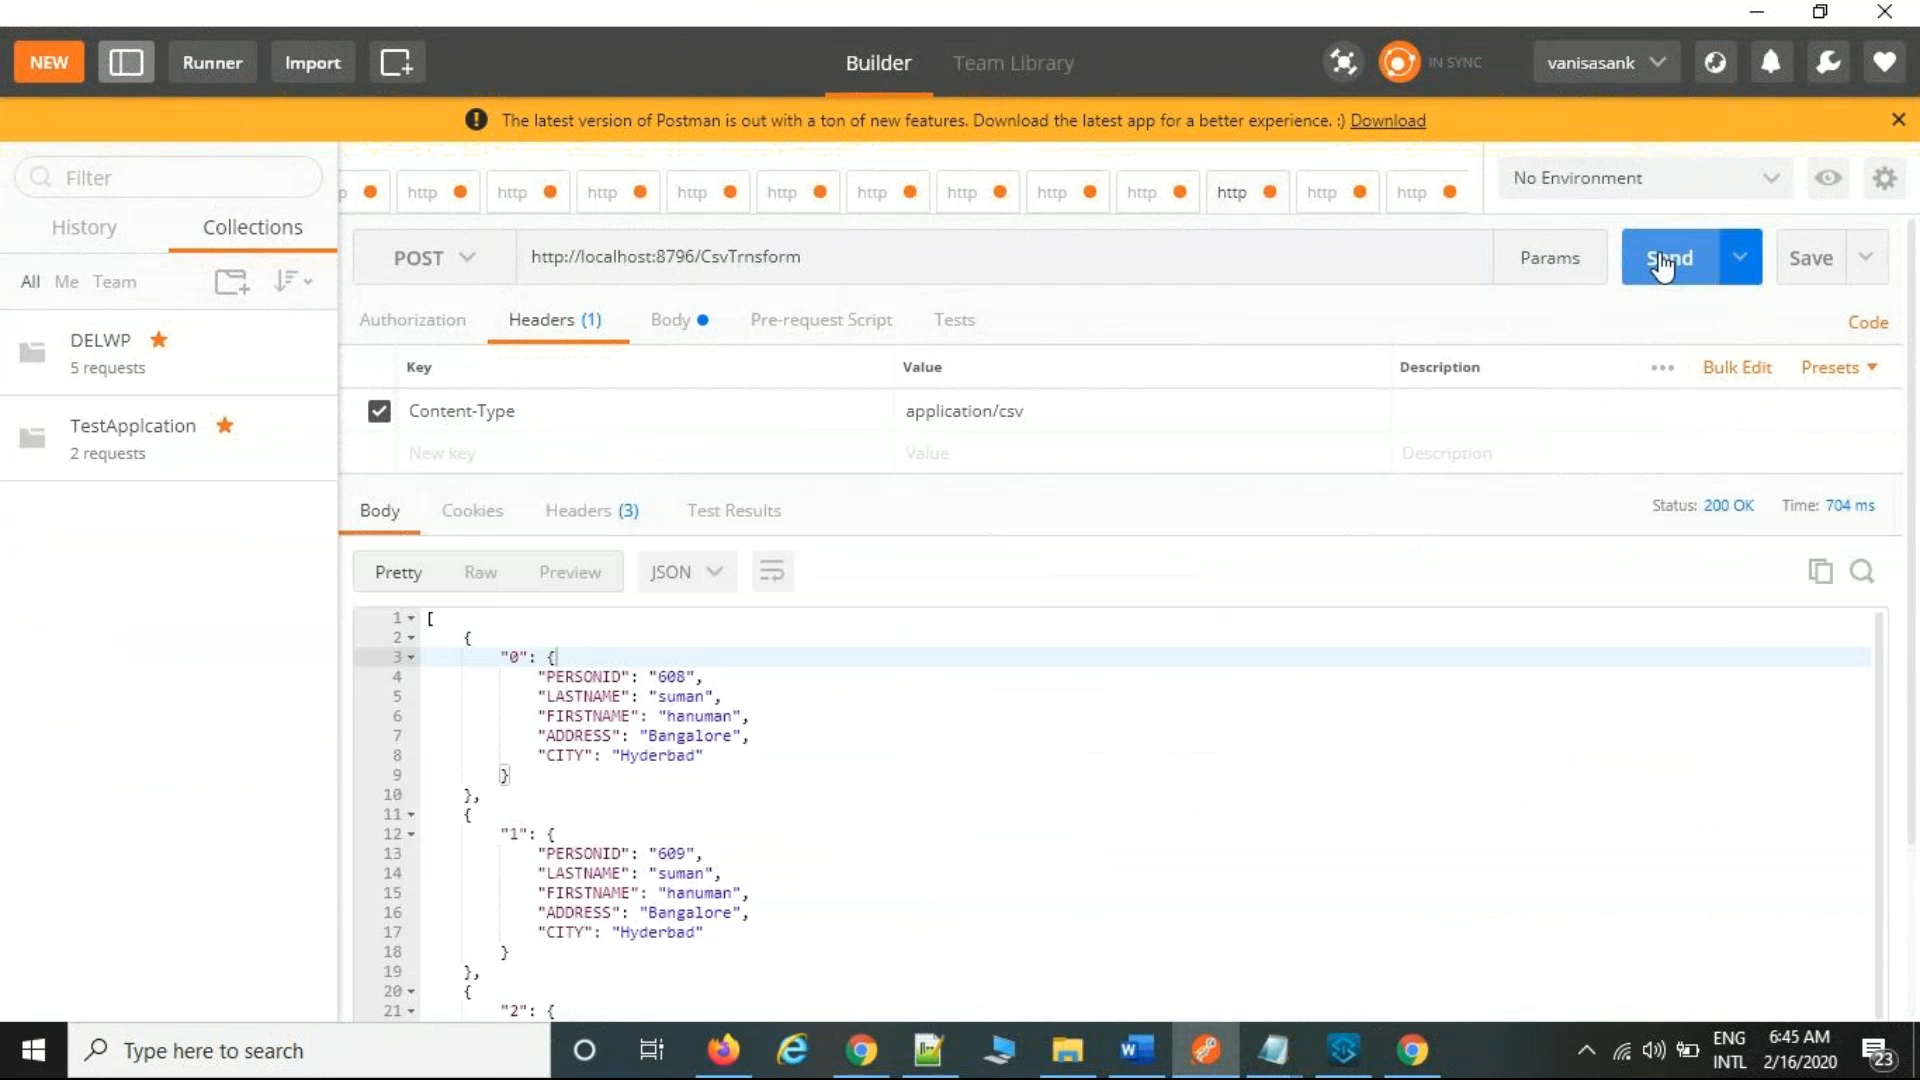 NEW Runner Import Builder Team Library IN SYNC vanisasank
The latest version of Postman is out with a ton of new features. Download the latest app for a better experience. :) Download
Filter
p http http http http http http http http http http http http No Environment
History Collections
POST http://localhost:8796/CsvTrnsform Params Send Save
All Me Team
Authorization Headers (1) Body Pre-request Script Tests Code
DELWP
5 requests
Key Value Description Bulk Edit Presets
Content-Type application/csv
TestApplcation
2 requests
New key Value Description
Body Cookies Headers (3) Test Results Status: 200 OK Time: 704 ms
Pretty Raw Preview JSON
1 [
2 {
3 "0": {
4 "PERSONID": "608",
5 "LASTNAME": "suman",
6 "FIRSTNAME": "hanuman",
7 "ADDRESS": "Bangalore",
8 "CITY": "Hyderbad"
9 }
10 },
11 {
12 "1": {
13 "PERSONID": "609",
14 "LASTNAME": "suman",
15 "FIRSTNAME": "hanuman",
16 "ADDRESS": "Bangalore",
17 "CITY": "Hyderbad"
18 }
19 },
20 {
21 "2": {
Type here to search
ENG 6:45 AM
INTL 2/16/2020 23